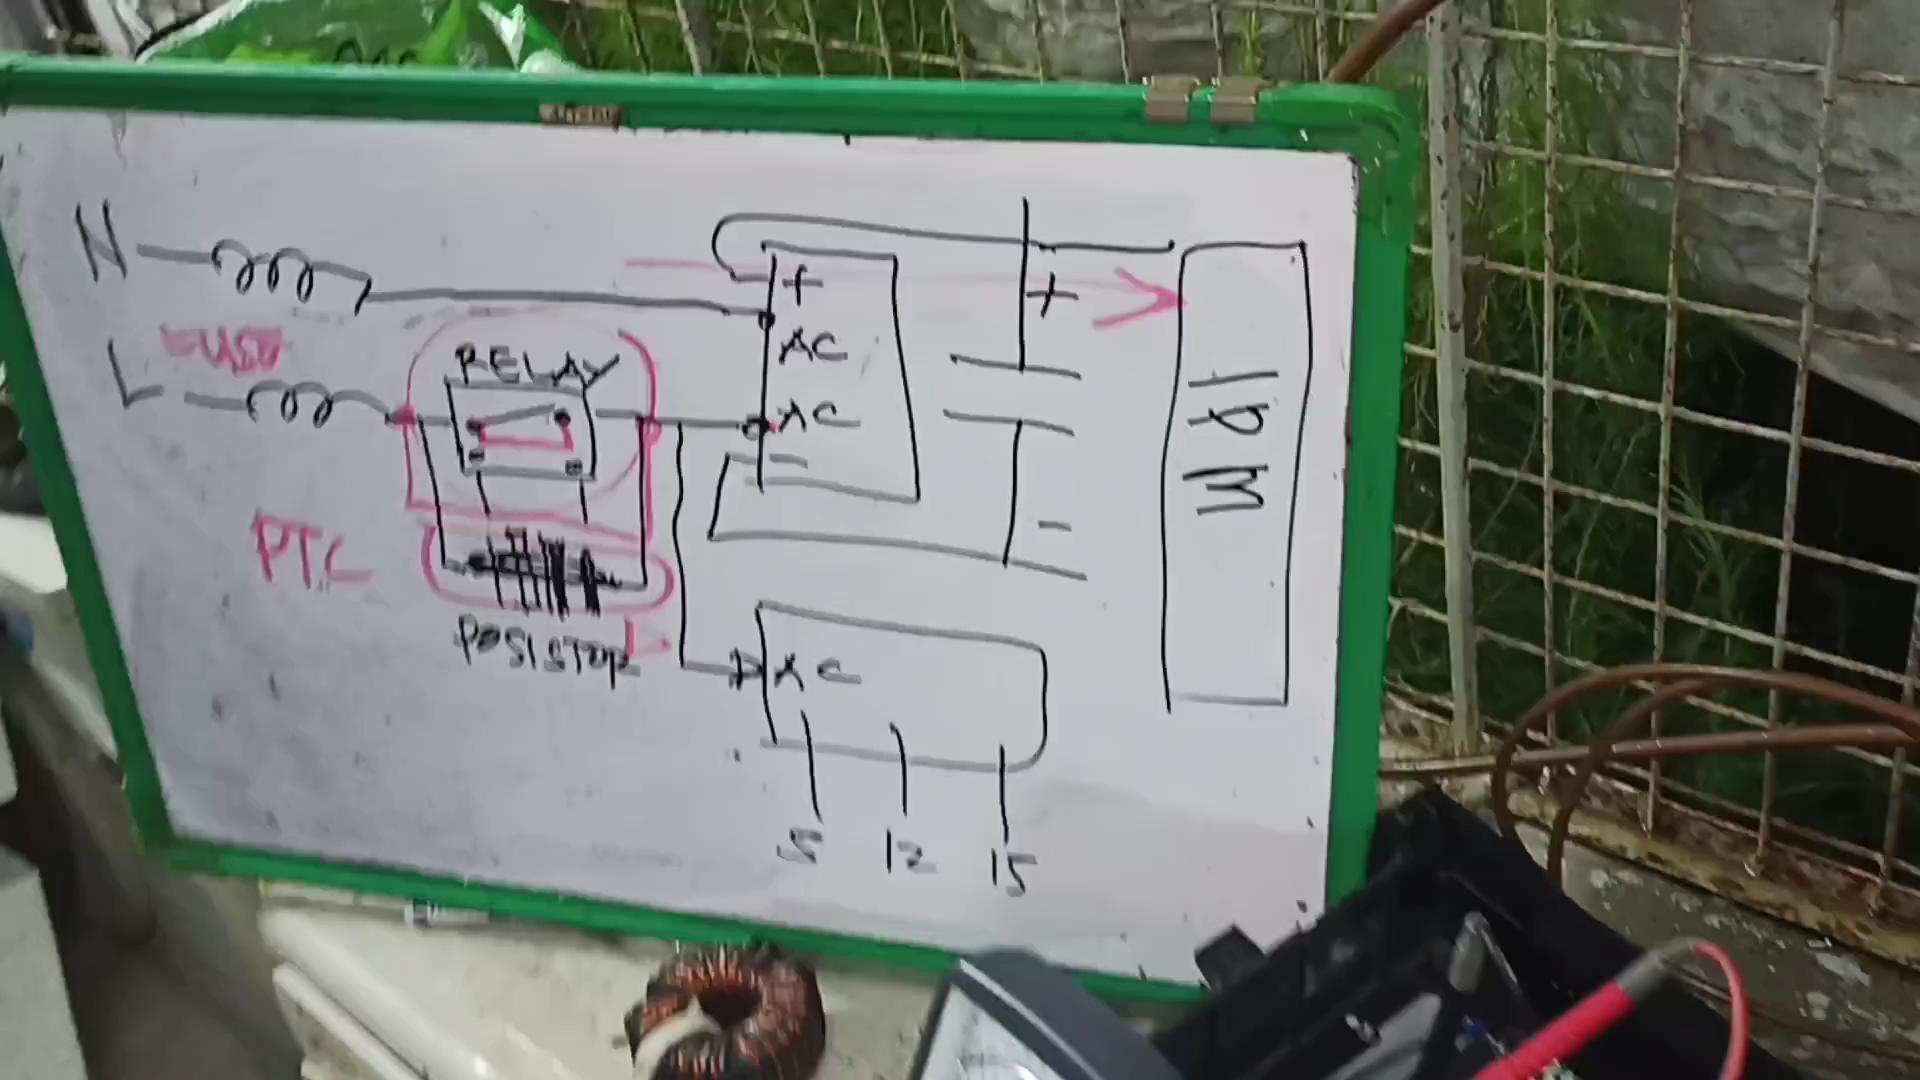 N
L
FUSE
RELAY
PTC
POSISTOR
+
AC
AC
-
+
-
IPM
AC
5 12 15